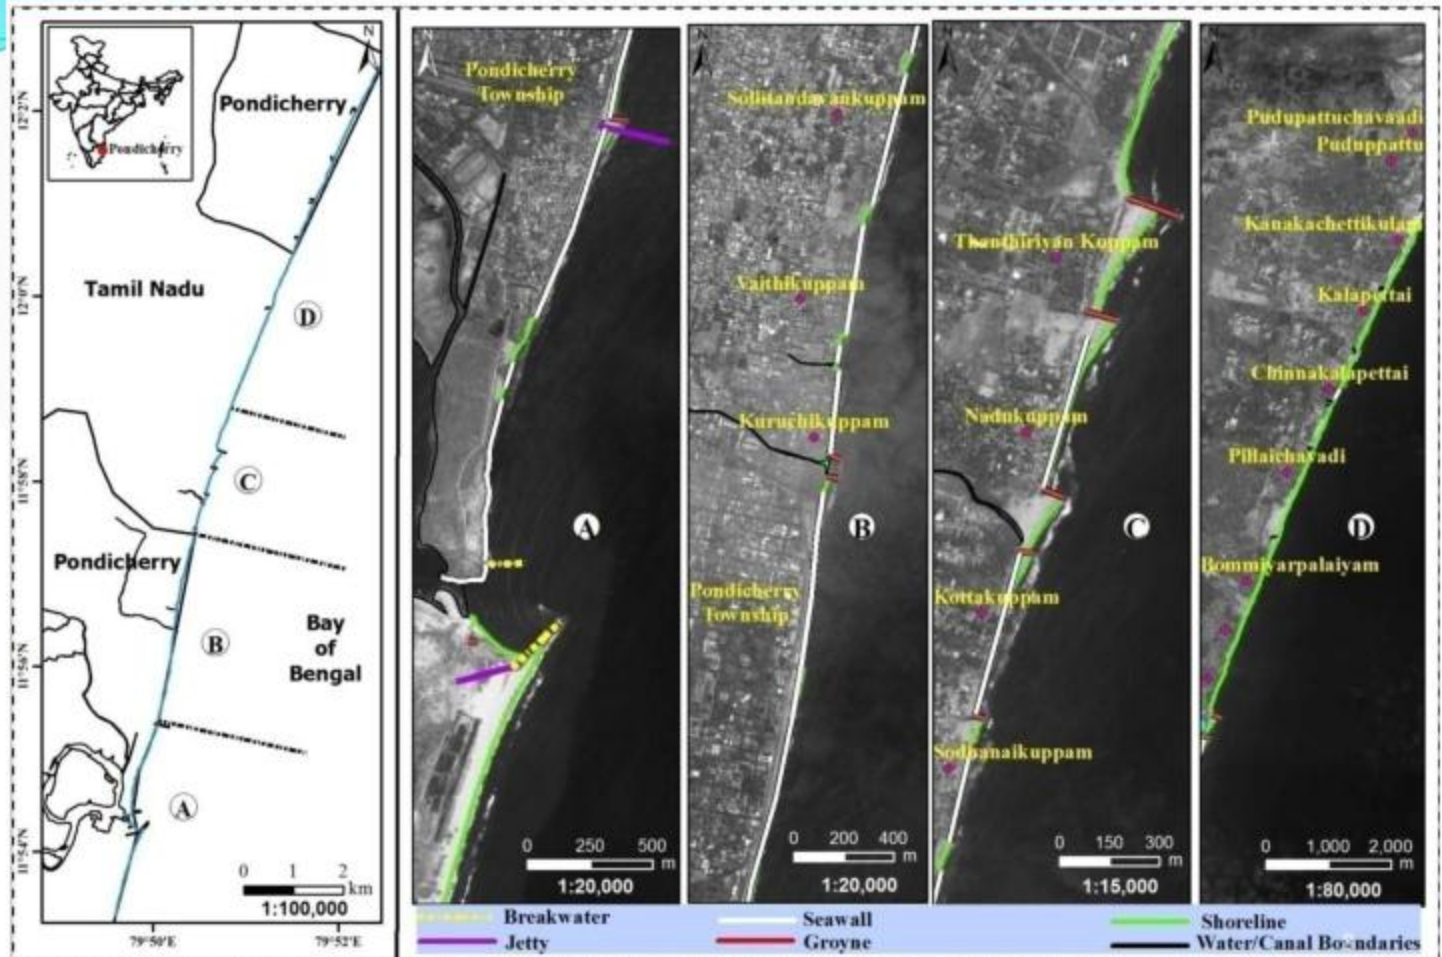 N
Pondicherry
Pondicherry
Tamil Nadu
D
C
Pondicherry
B
Bay
of
Bengal
A
0 1 2
km
1:100,000
12°2'N
12°0'N
11°58'N
11°56'N
11°54'N
79°50'E 79°52'E
N
Pondicherry
Township
A
0 250 500
m
1:20,000
N
Solistandavankuppam
Vaithikuppam
Kuruchikuppam
B
Pondicherry
Township
0 200 400
m
1:20,000
N
Thanthiriyan Kuppam
Nadukuppam
C
Kottakuppam
Sodhanaikuppam
0 150 300
m
1:15,000
N
Pudupattuchavaadi
Puduppattu
Kanakachettikulam
Kalapettai
Chinnakalapettai
Pillaichavadi
D
Bommiyarpalaiyam
0 1,000 2,000
m
1:80,000
Breakwater Seawall Shoreline
Jetty Groyne Water/Canal Boundaries